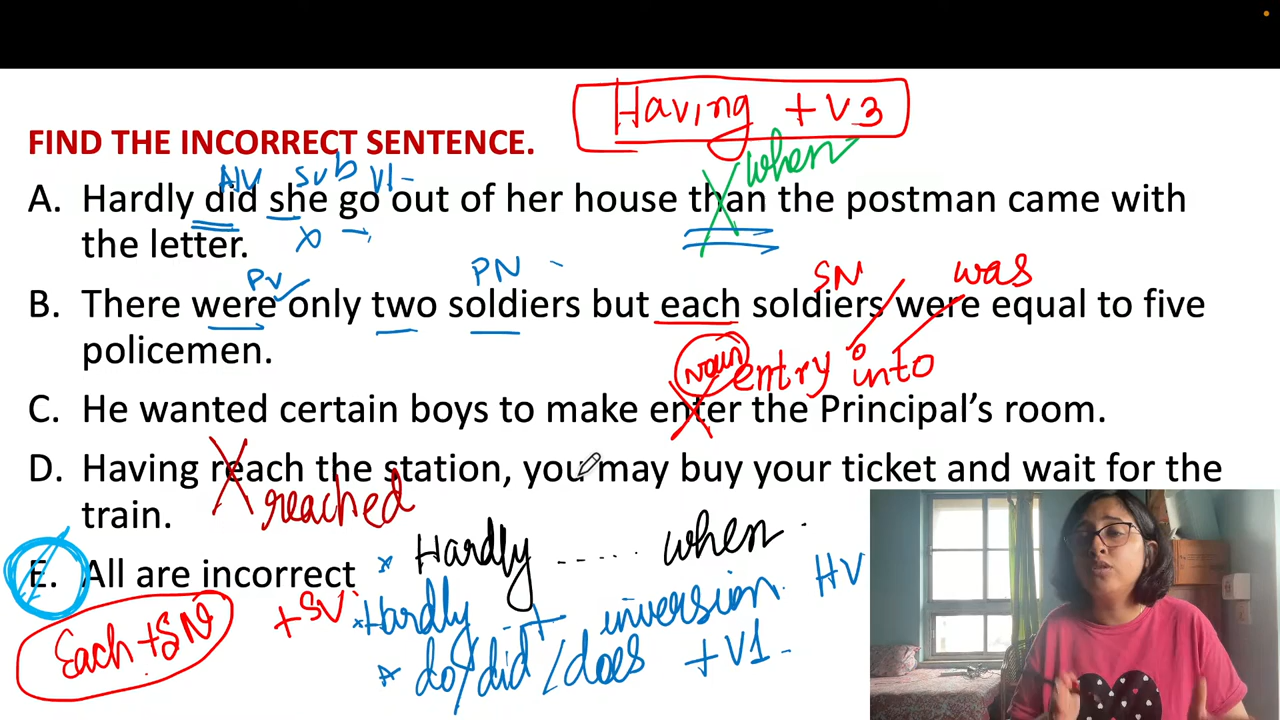 Having + V3
FIND THE INCORRECT SENTENCE.
when
HV Sub V1
A. Hardly did she go out of her house than the postman came with
the letter.
PV PN SN was
B. There were only two soldiers but each soldiers were equal to five
policemen.
noun entry into
C. He wanted certain boys to make enter the Principal's room.
D. Having reach the station, you may buy your ticket and wait for the
train.
reached
Hardly ..... when.
E. All are incorrect
Hardly + inversion. HV
Each + SN + SV
do/did/does + V1